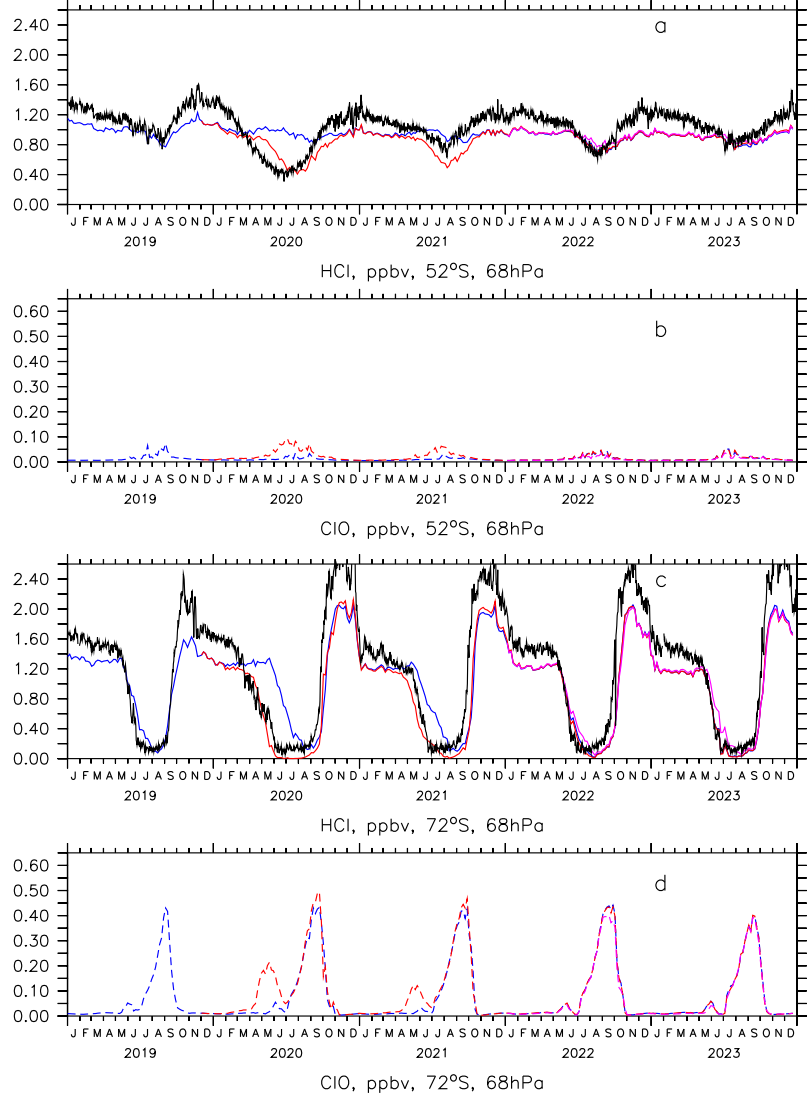 a
2.40
2.00
1.60
1.20
0.80
0.40
0.00
J F M A M J J A S O N D J F M A M J J A S O N D J F M A M J J A S O N D J F M A M J J A S O N D J F M A M J J A S O N D
2019 2020 2021 2022 2023
HCl, ppbv, 52°S, 68hPa
b
0.60
0.50
0.40
0.30
0.20
0.10
0.00
J F M A M J J A S O N D J F M A M J J A S O N D J F M A M J J A S O N D J F M A M J J A S O N D J F M A M J J A S O N D
2019 2020 2021 2022 2023
ClO, ppbv, 52°S, 68hPa
c
2.40
2.00
1.60
1.20
0.80
0.40
0.00
J F M A M J J A S O N D J F M A M J J A S O N D J F M A M J J A S O N D J F M A M J J A S O N D J F M A M J J A S O N D
2019 2020 2021 2022 2023
HCl, ppbv, 72°S, 68hPa
d
0.60
0.50
0.40
0.30
0.20
0.10
0.00
J F M A M J J A S O N D J F M A M J J A S O N D J F M A M J J A S O N D J F M A M J J A S O N D J F M A M J J A S O N D
2019 2020 2021 2022 2023
ClO, ppbv, 72°S, 68hPa